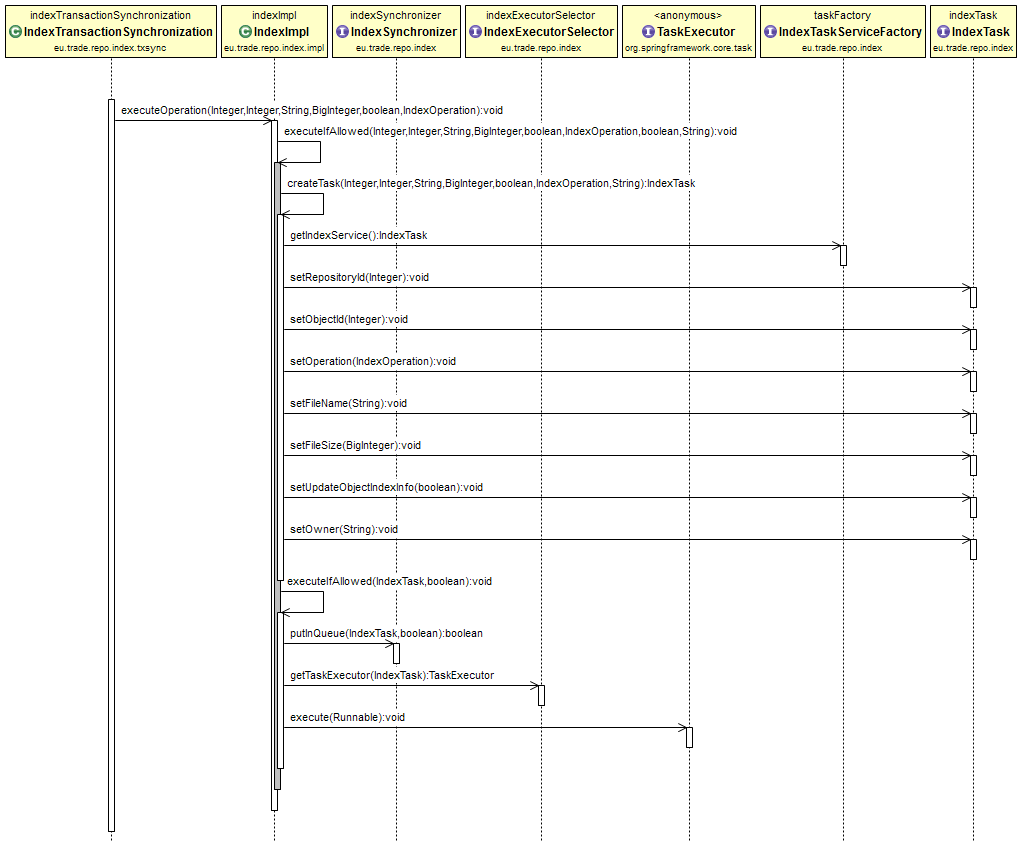 indexTransactionSynchronization
C IndexTransactionSynchronization
eu.trade.repo.index.txsync
indexImpl
C IndexImpl
eu.trade.repo.index.impl
indexSynchronizer
I IndexSynchronizer
eu.trade.repo.index
indexExecutorSelector
I IndexExecutorSelector
eu.trade.repo.index
<anonymous>
I TaskExecutor
org.springframework.core.task
taskFactory
I IndexTaskServiceFactory
eu.trade.repo.index
indexTask
I IndexTask
eu.trade.repo.index
executeOperation(Integer,Integer,String,BigInteger,boolean,IndexOperation):void
executeIfAllowed(Integer,Integer,String,BigInteger,boolean,IndexOperation,boolean,String):void
createTask(Integer,Integer,String,BigInteger,boolean,IndexOperation,String):IndexTask
getIndexService():IndexTask
setRepositoryId(Integer):void
setObjectId(Integer):void
setOperation(IndexOperation):void
setFileName(String):void
setFileSize(BigInteger):void
setUpdateObjectIndexInfo(boolean):void
setOwner(String):void
executeIfAllowed(IndexTask,boolean):void
putInQueue(IndexTask,boolean):boolean
getTaskExecutor(IndexTask):TaskExecutor
execute(Runnable):void